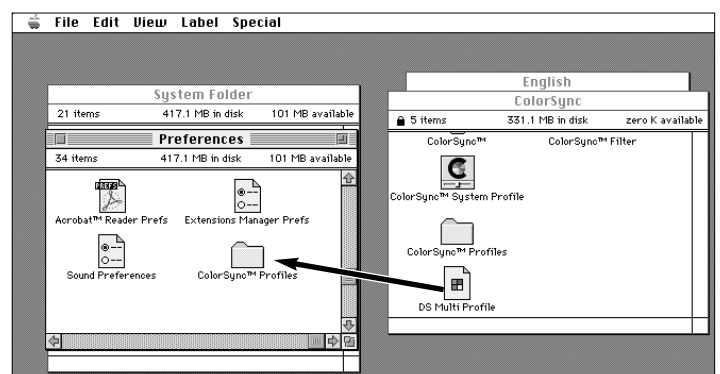 File Edit View Label Special
System Folder
21 items 417.1 MB in disk 101 MB available
Preferences
34 items 417.1 MB in disk 101 MB available
Acrobat™ Reader Prefs Extensions Manager Prefs
PREFS
Sound Preferences ColorSync™ Profiles
English
ColorSync
5 items 331.1 MB in disk zero K available
ColorSync™ ColorSync™ Filter
ColorSync™ System Profile
ColorSync™ Profiles
DS Multi Profile